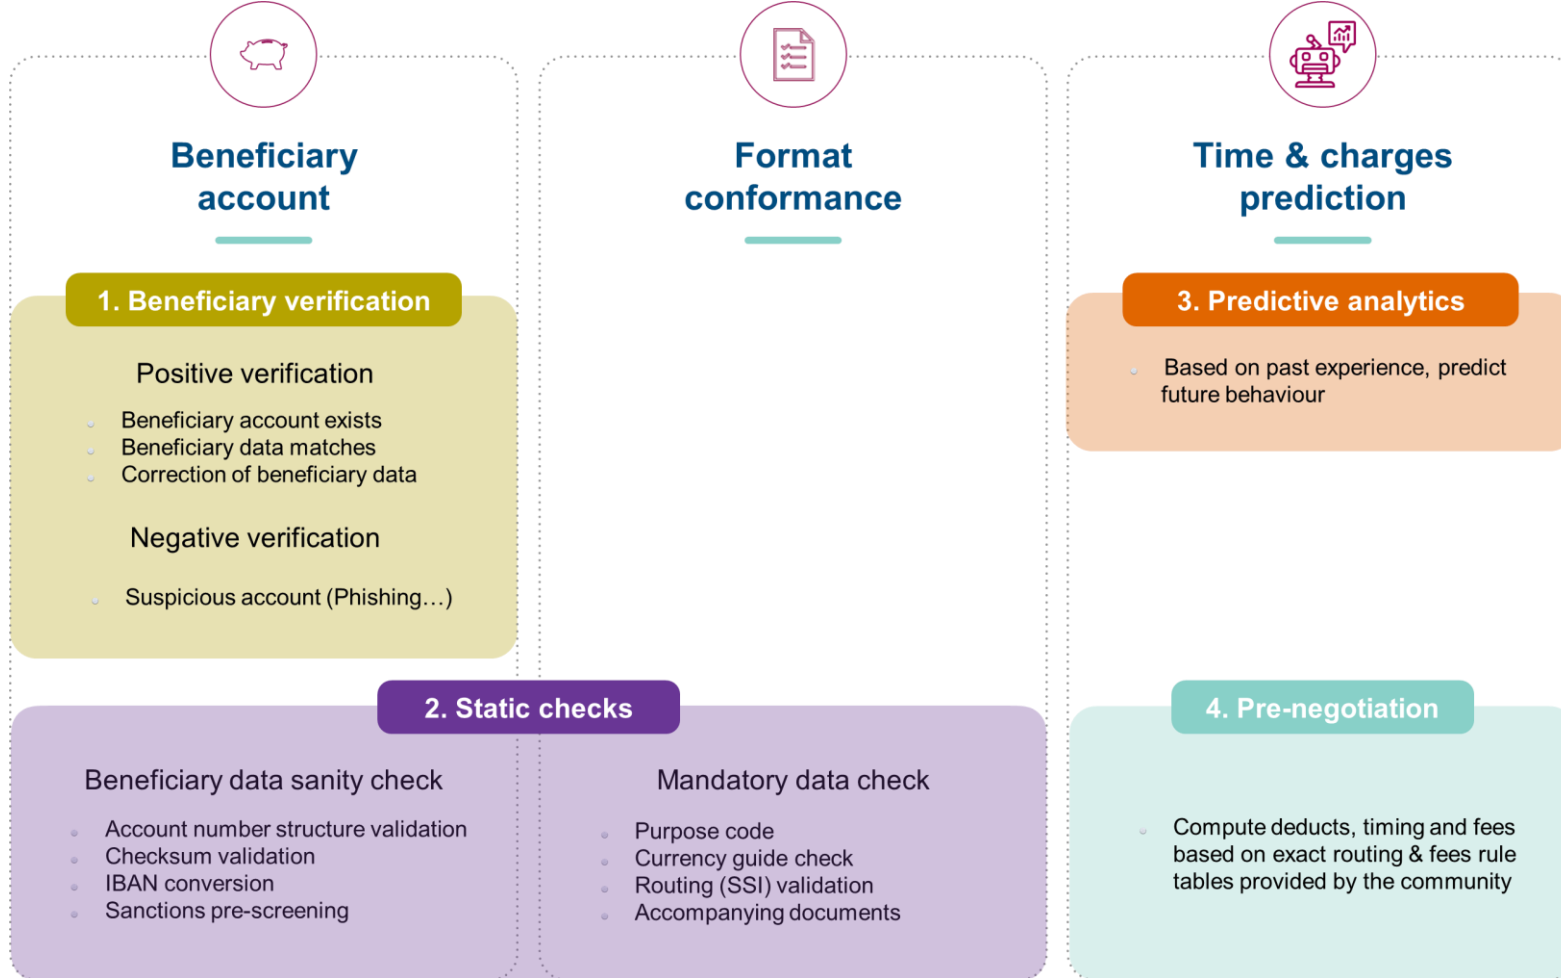 Beneficiary
account
Format
conformance
Time & charges
prediction
1. Beneficiary verification
Positive verification
Beneficiary account exists
Beneficiary data matches
Correction of beneficiary data
Negative verification
Suspicious account (Phishing…)
3. Predictive analytics
Based on past experience, predict
future behaviour
2. Static checks
Beneficiary data sanity check
Account number structure validation
Checksum validation
IBAN conversion
Sanctions pre-screening
Mandatory data check
Purpose code
Currency guide check
Routing (SSI) validation
Accompanying documents
4. Pre-negotiation
Compute deducts, timing and fees
based on exact routing & fees rule
tables provided by the community